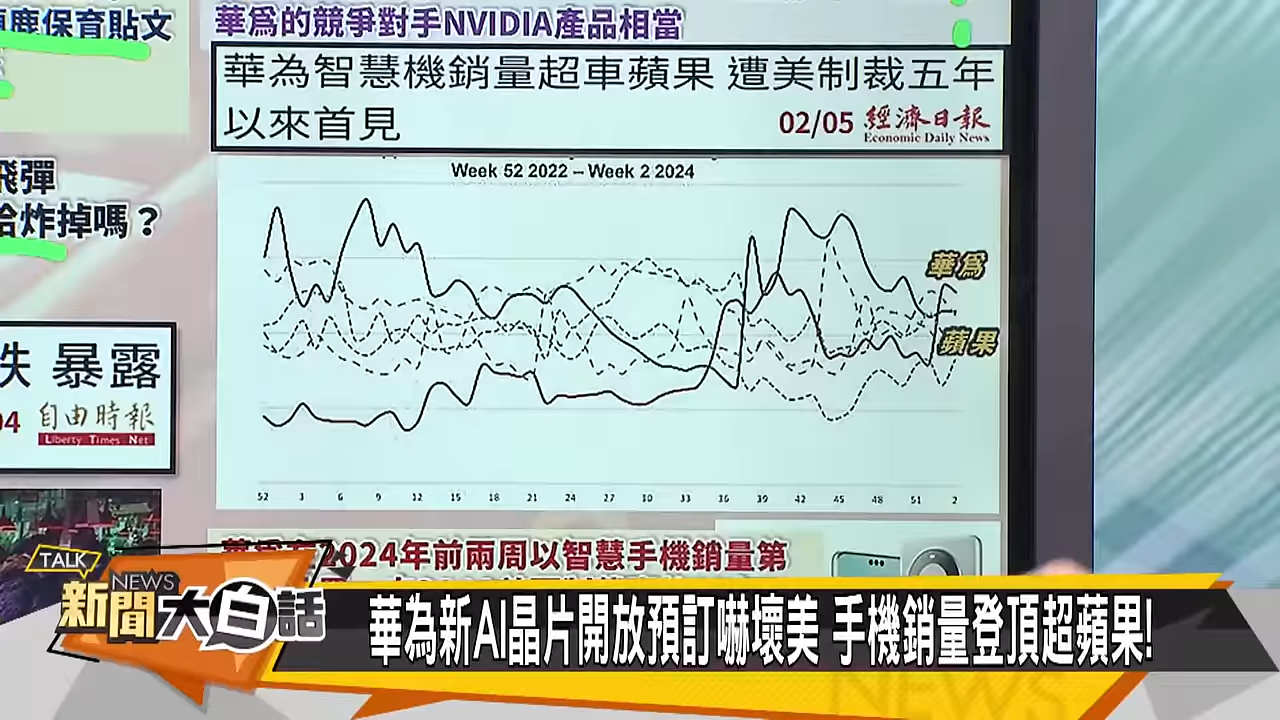 鹿保育貼文
華為的競爭對手NVIDIA產品相當
華為智慧機銷量超車蘋果 遭美制裁五年
以來首見
02/05 經濟日報
Economic Daily News
飛彈
炸掉嗎？
Week 52 2022 – Week 2 2024
華為
蘋果
跌 暴露
04 自由時報
Liberty Times Net
52 3 6 9 12 15 18 21 24 27 30 33 36 39 42 45 48 51 2
2024年前兩周以智慧手機銷量第
TALK
NEWS
新聞大白話
華為新AI晶片開放預訂嚇壞美 手機銷量登頂超蘋果!
NEWS